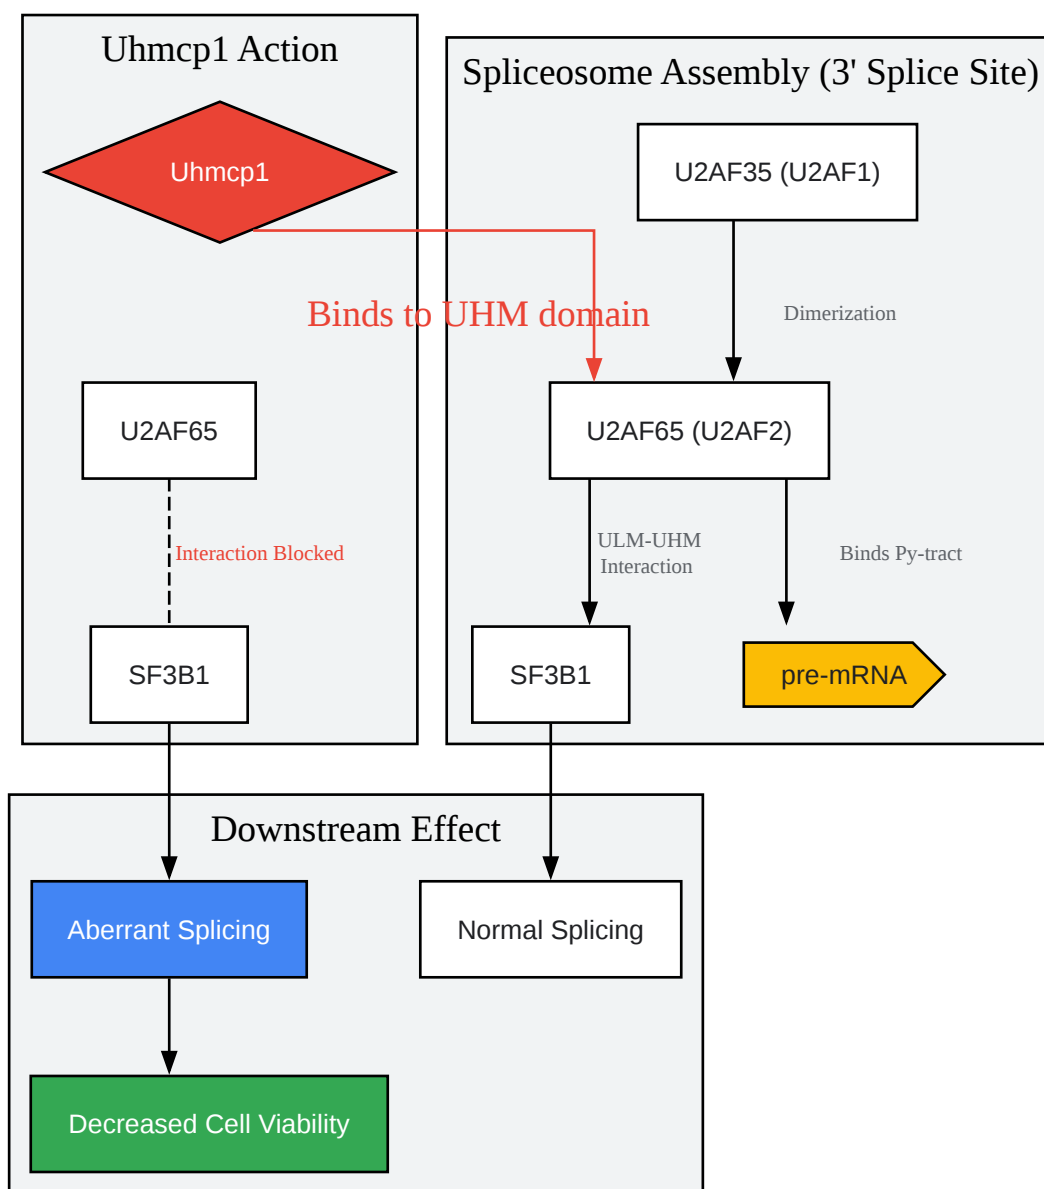 Uhmcp1 Action
Uhmcp1
U2AF65
Interaction Blocked
SF3B1
Spliceosome Assembly (3' Splice Site)
U2AF35 (U2AF1)
Dimerization
Binds to UHM domain
U2AF65 (U2AF2)
ULM-UHM
Interaction
Binds Py-tract
SF3B1
pre-mRNA
Downstream Effect
Aberrant Splicing
Normal Splicing
Decreased Cell Viability